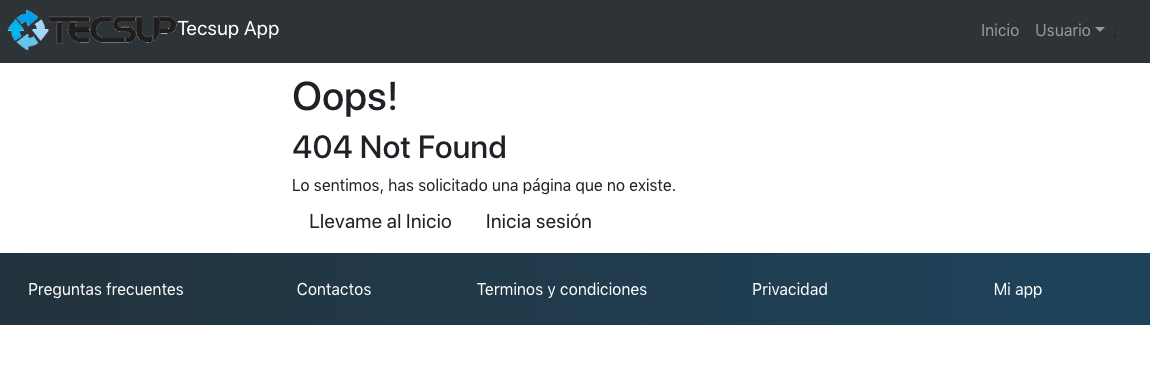 TECSUP Tecsup App Inicio Usuario ;
Oops!
404 Not Found
Lo sentimos, has solicitado una página que no existe.
Llevame al Inicio Inicia sesión
Preguntas frecuentes Contactos Terminos y condiciones Privacidad Mi app